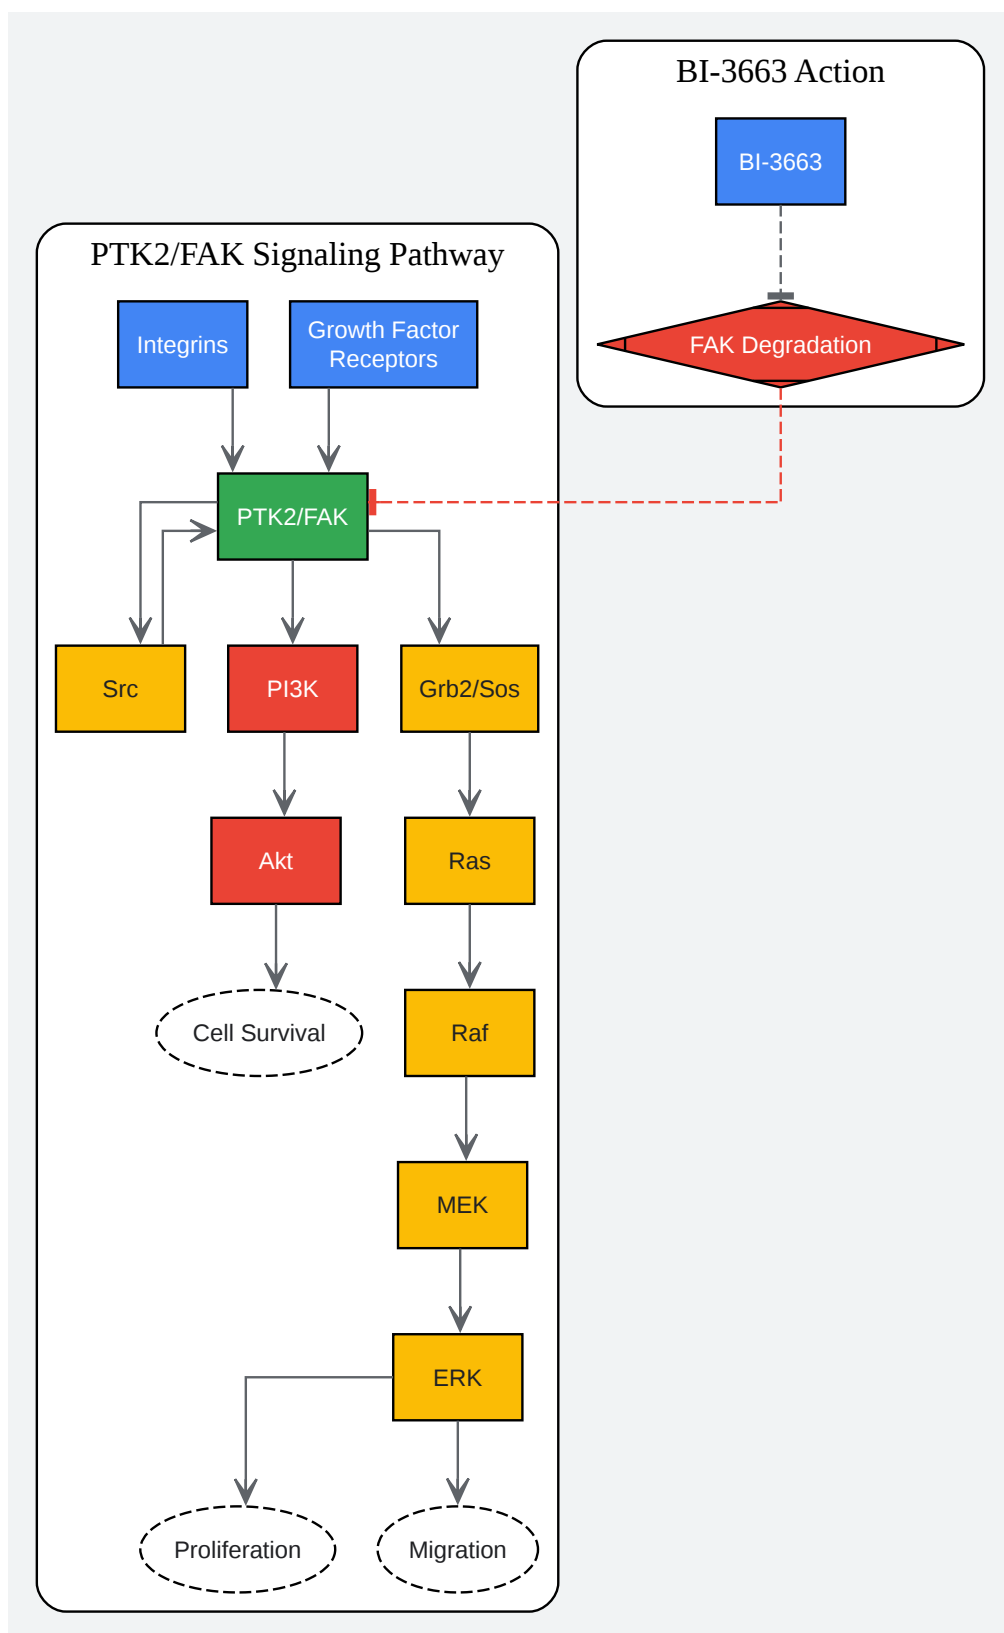 BI-3663 Action
BI-3663
FAK Degradation
PTK2/FAK Signaling Pathway
Integrins
Growth Factor
Receptors
PTK2/FAK
Src
PI3K
Grb2/Sos
Akt
Ras
Cell Survival
Raf
MEK
ERK
Proliferation
Migration